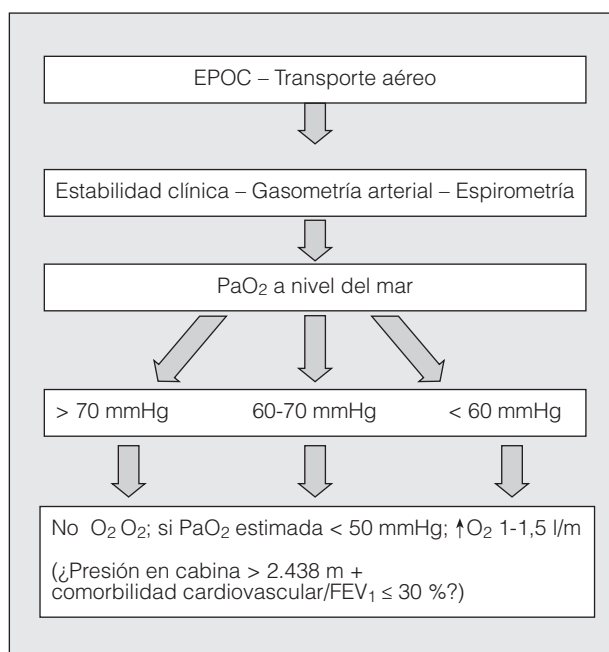 EPOC – Transporte aéreo
Estabilidad clínica – Gasometría arterial – Espirometría
PaO₂ a nivel del mar
> 70 mmHg 60-70 mmHg < 60 mmHg
No O₂ O₂; si PaO₂ estimada < 50 mmHg; ↑O₂ 1-1,5 l/m
(¿Presión en cabina > 2.438 m +
comorbilidad cardiovascular/FEV₁ ≤ 30 %?)